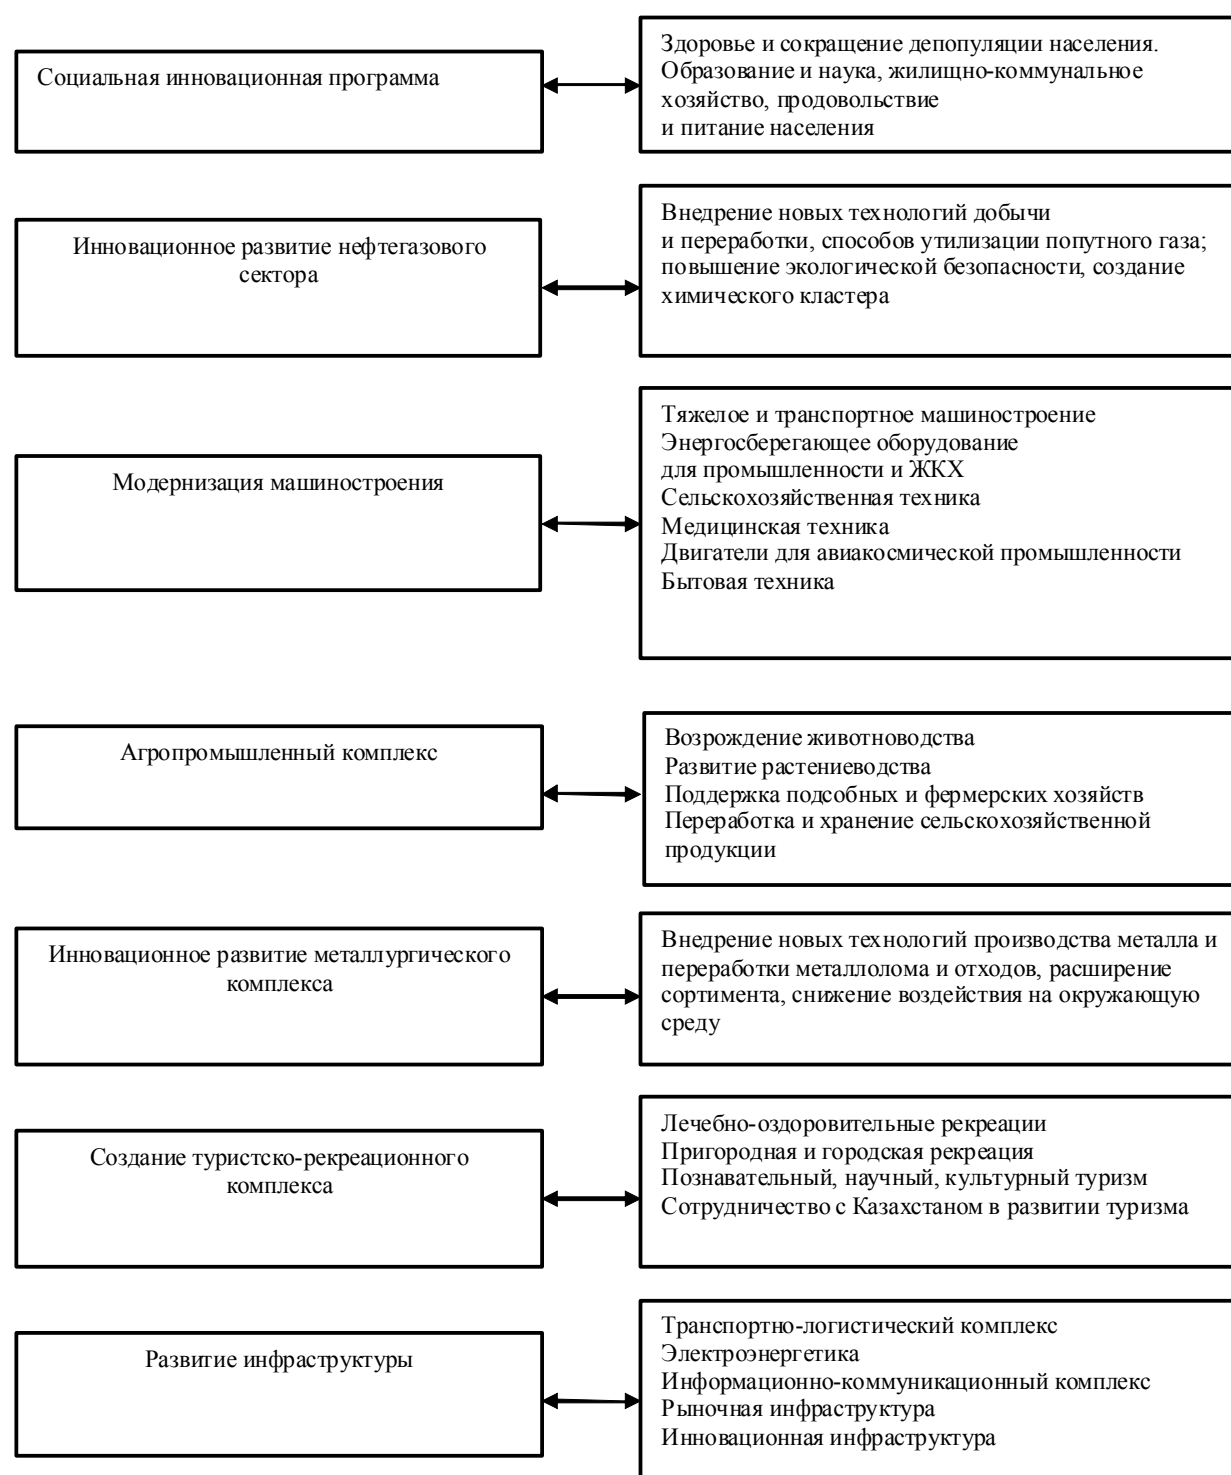 Социальная инновационная программа
Здоровье и сокращение депопуляции населения.
Образование и наука, жилищно-коммунальное
хозяйство, продовольствие
и питание населения
Инновационное развитие нефтегазового
сектора
Внедрение новых технологий добычи
и переработки, способов утилизации попутного газа;
повышение экологической безопасности, создание
химического кластера
Модернизация машиностроения
Тяжелое и транспортное машиностроение
Энергосберегающее оборудование
для промышленности и ЖКХ
Сельскохозяйственная техника
Медицинская техника
Двигатели для авиакосмической промышленности
Бытовая техника
Агропромышленный комплекс
Возрождение животноводства
Развитие растениеводства
Поддержка подсобных и фермерских хозяйств
Переработка и хранение сельскохозяйственной
продукции
Инновационное развитие металлургического
комплекса
Внедрение новых технологий производства металла и
переработки металлолома и отходов, расширение
сортимента, снижение воздействия на окружающую
среду
Создание туристско-рекреационного
комплекса
Лечебно-оздоровительные рекреации
Пригородная и городская рекреация
Познавательный, научный, культурный туризм
Сотрудничество с Казахстаном в развитии туризма
Развитие инфраструктуры
Транспортно-логистический комплекс
Электроэнергетика
Информационно-коммуникационный комплекс
Рыночная инфраструктура
Инновационная инфраструктура